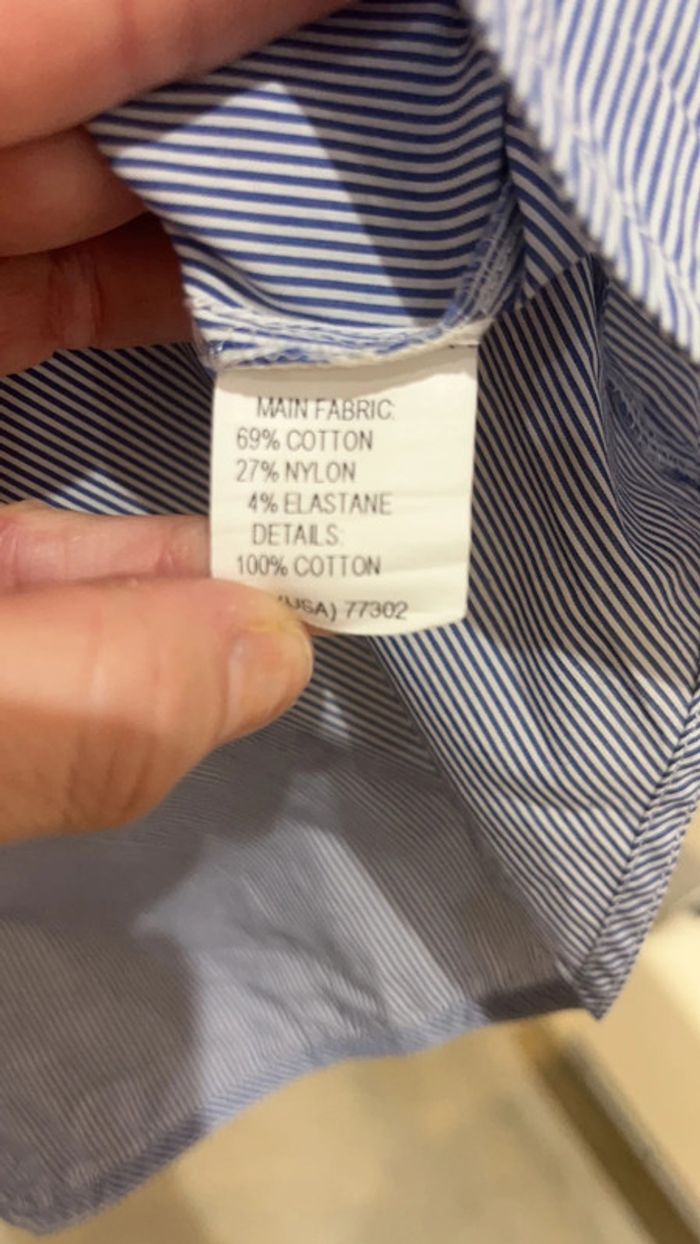 MAIN FABRIC:
69% COTTON
27% NYLON
4% ELASTANE
DETAILS:
100% COTTON
(USA) 77302